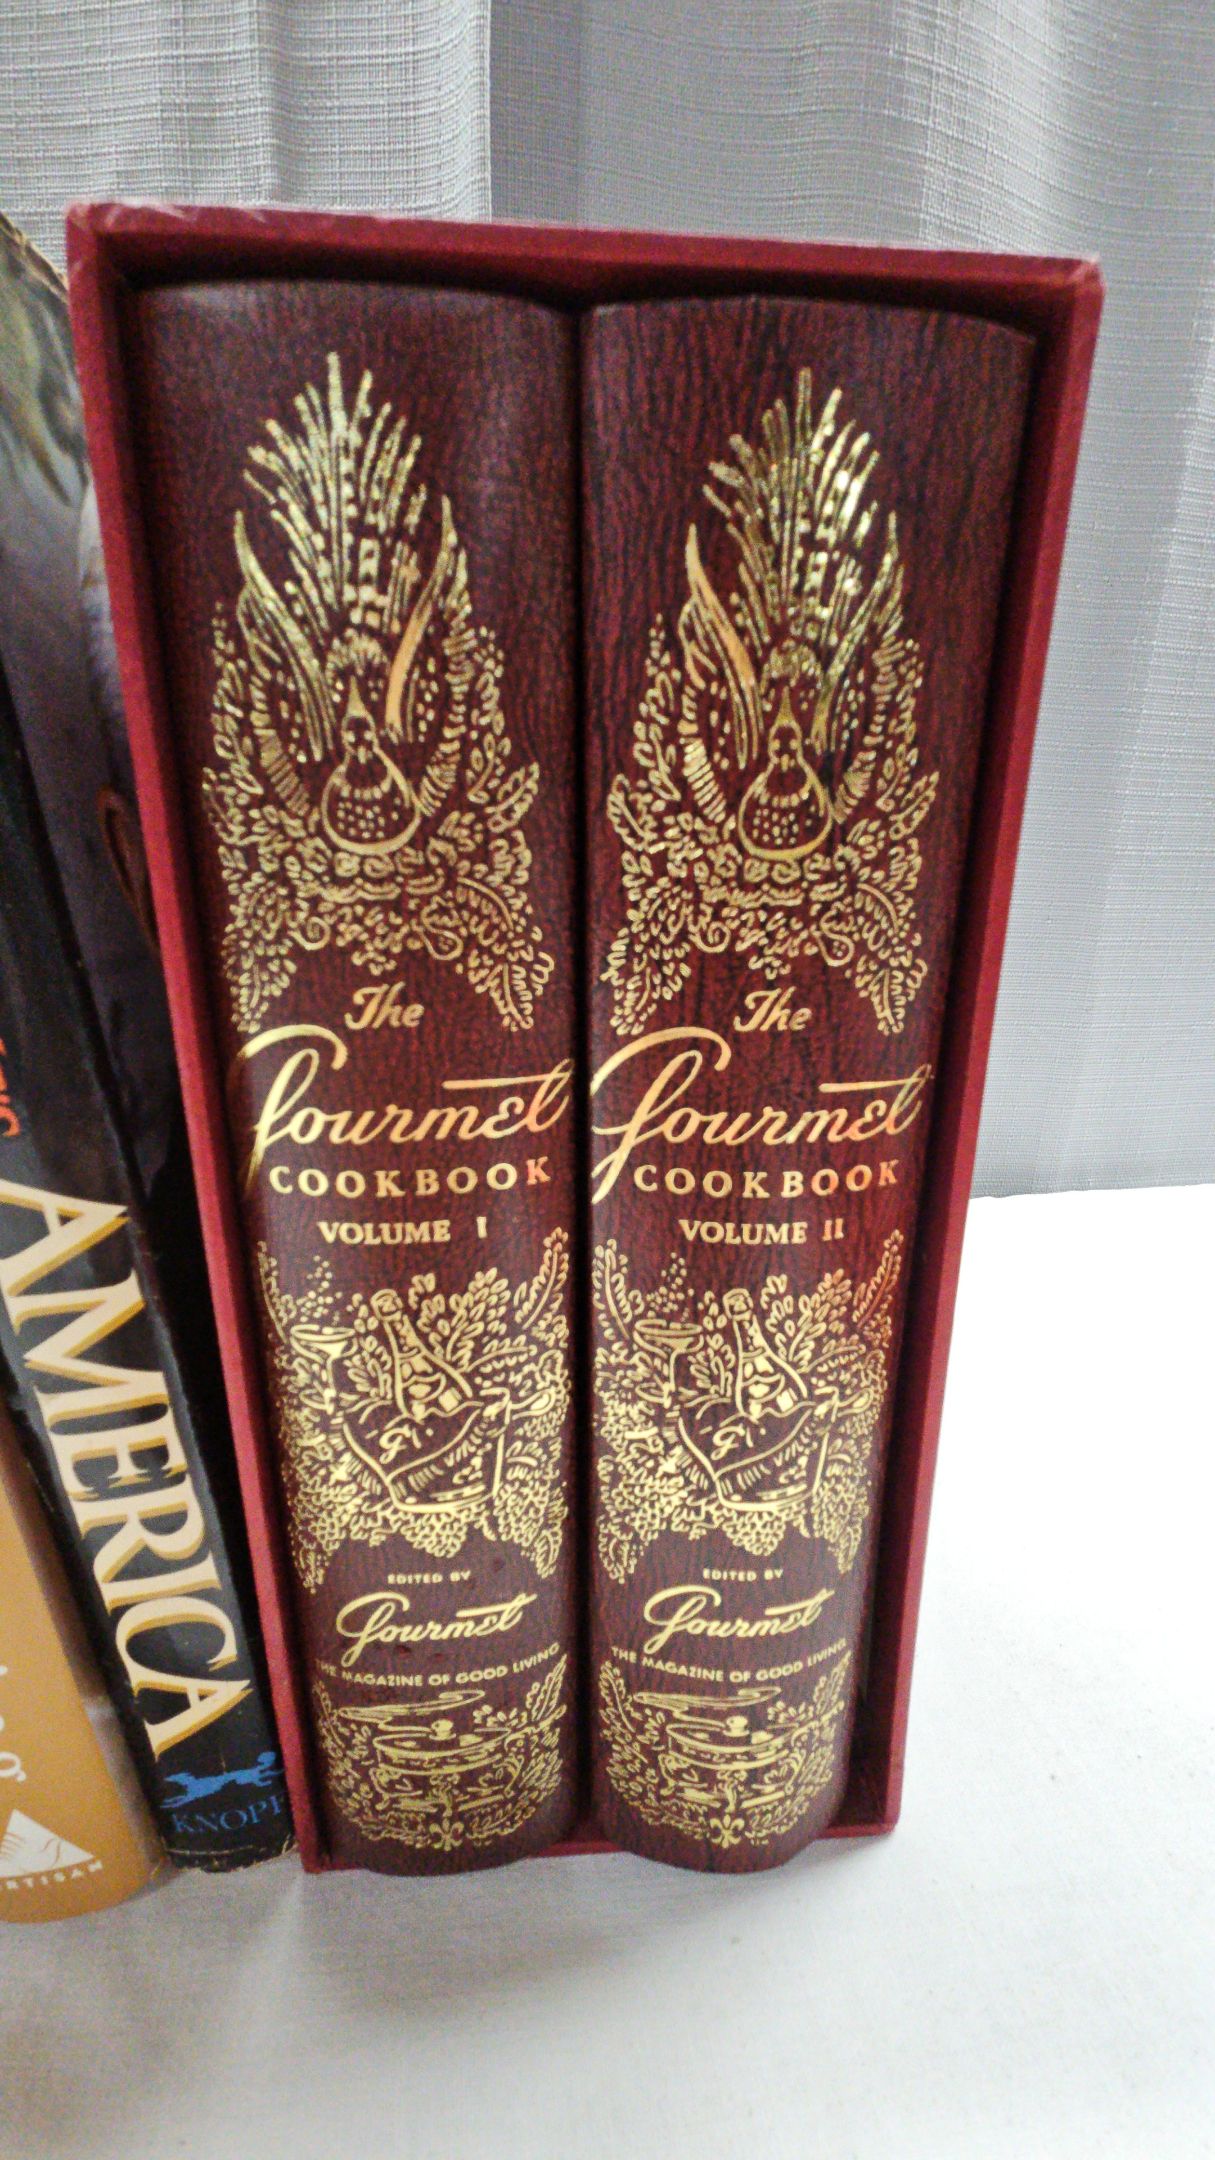 AMERICA
KNOPF
ARTISAN
The
Gourmet
COOKBOOK
VOLUME I
G
EDITED BY
Gourmet
THE MAGAZINE OF GOOD LIVING
The
Gourmet
COOKBOOK
VOLUME II
G
EDITED BY
Gourmet
THE MAGAZINE OF GOOD LIVING